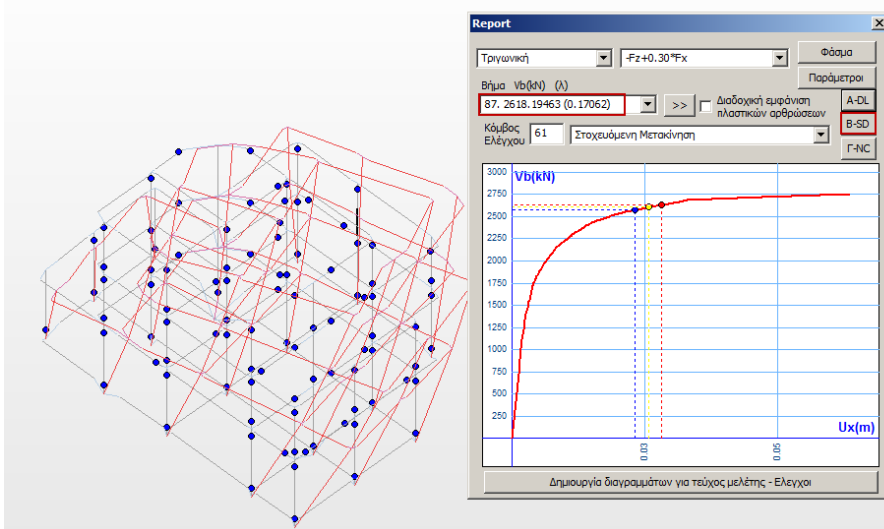 Report
Τριγωνική
-Fz+0.30*Fx
Φάσμα
Παράμετροι
Βήμα Vb(kN) (λ)
87. 2618.19463 (0.17062)
>>
Διαδοχική εμφάνιση
πλαστικών αρθρώσεων
A-DL
B-SD
Γ-NC
Κόμβος
Ελέγχου
61
Στοχευόμενη Μετακίνηση
Vb(kN)
3000
2750
2500
2250
2000
1750
1500
1250
1000
750
500
250
Ux(m)
0.03
0.05
Δημιουργία διαγραμμάτων για τεύχος μελέτης - Ελεγχοι